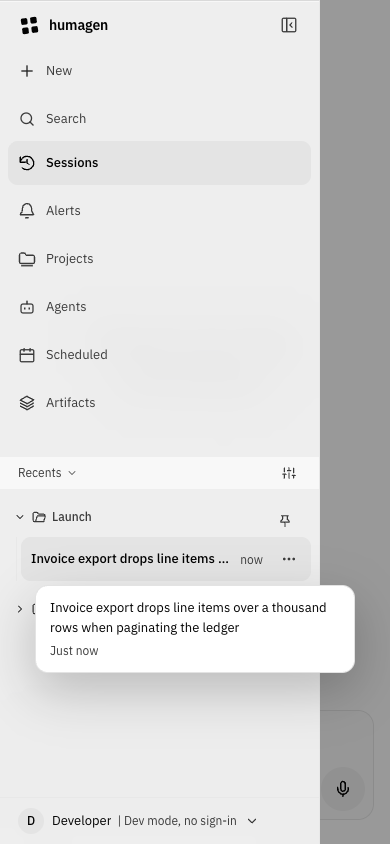 humagen
New
Search
Sessions
Alerts
Projects
Agents
Scheduled
Artifacts
Recents
Launch
Invoice export drops line items ... now
Invoice export drops line items over a thousand
rows when paginating the ledger
Just now
D Developer | Dev mode, no sign-in